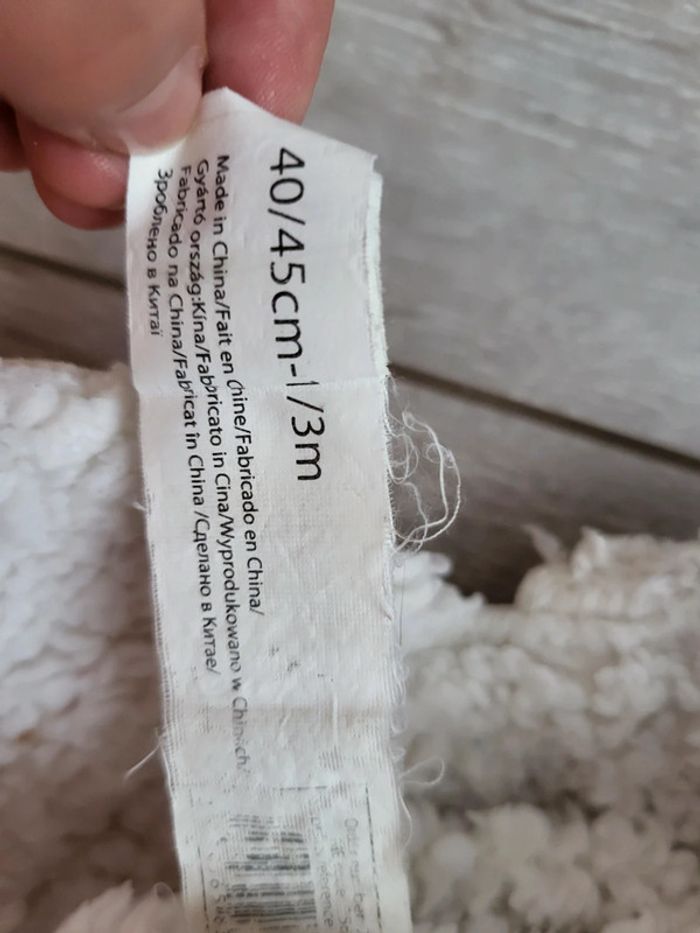 40/45cm-1/3m
Made in China/Fait en Chine/Fabricado en China/
Gyártó ország:Kína/Fabbricato in Cina/Wyprodukowano w Chinach/
Fabricado na China/Fabricat în China /Сделано в Китае/
Зроблено в Китаї